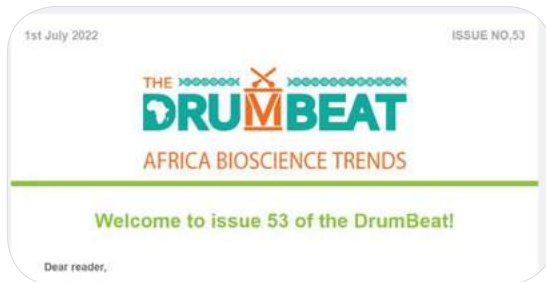 1st July 2022
ISSUE NO.53
THE
DRUMBEAT
AFRICA BIOSCIENCE TRENDS
Welcome to issue 53 of the DrumBeat!
Dear reader,